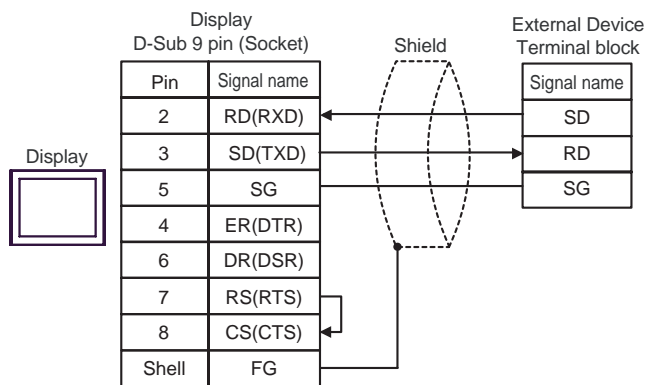 Display
D-Sub 9 pin (Socket)
Shield
External Device
Terminal block
Pin Signal name
Signal name
2 RD(RXD)
SD
Display
3 SD(TXD)
RD
5 SG
SG
4 ER(DTR)
6 DR(DSR)
7 RS(RTS)
8 CS(CTS)
Shell FG